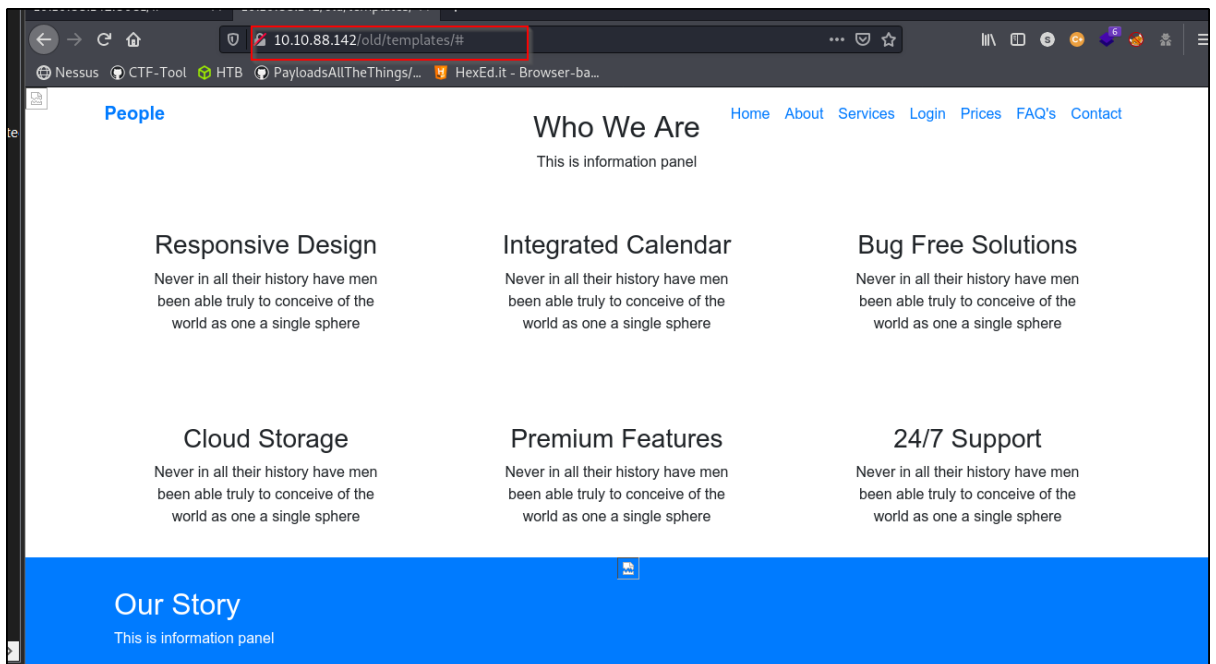 10.10.88.142/old/templates/#
6
Nessus CTF-Tool HTB PayloadsAllTheThings/... HexEd.it - Browser-ba...
People
Home About Services Login Prices FAQ's Contact
Who We Are
This is information panel
Responsive Design
Never in all their history have men
been able truly to conceive of the
world as one a single sphere
Integrated Calendar
Never in all their history have men
been able truly to conceive of the
world as one a single sphere
Bug Free Solutions
Never in all their history have men
been able truly to conceive of the
world as one a single sphere
Cloud Storage
Never in all their history have men
been able truly to conceive of the
world as one a single sphere
Premium Features
Never in all their history have men
been able truly to conceive of the
world as one a single sphere
24/7 Support
Never in all their history have men
been able truly to conceive of the
world as one a single sphere
Our Story
This is information panel